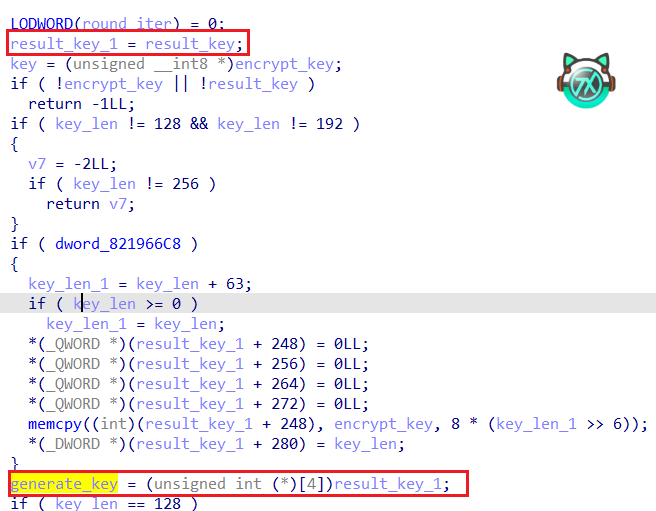 LODWORD(round_iter) = 0;
result_key_1 = result_key;
key = (unsigned __int8 *)encrypt_key;
if ( !encrypt_key || !result_key )
return -1LL;
if ( key_len != 128 && key_len != 192 )
{
v7 = -2LL;
if ( key_len != 256 )
return v7;
}
if ( dword_821966C8 )
{
key_len_1 = key_len + 63;
if ( key_len >= 0 )
key_len_1 = key_len;
*(_QWORD *)(result_key_1 + 248) = 0LL;
*(_QWORD *)(result_key_1 + 256) = 0LL;
*(_QWORD *)(result_key_1 + 264) = 0LL;
*(_QWORD *)(result_key_1 + 272) = 0LL;
memcpy((int)(result_key_1 + 248), encrypt_key, 8 * (key_len_1 >> 6));
*(_DWORD *)(result_key_1 + 280) = key_len;
}
generate_key = (unsigned int (*)[4])result_key_1;
if ( key_len == 128 )